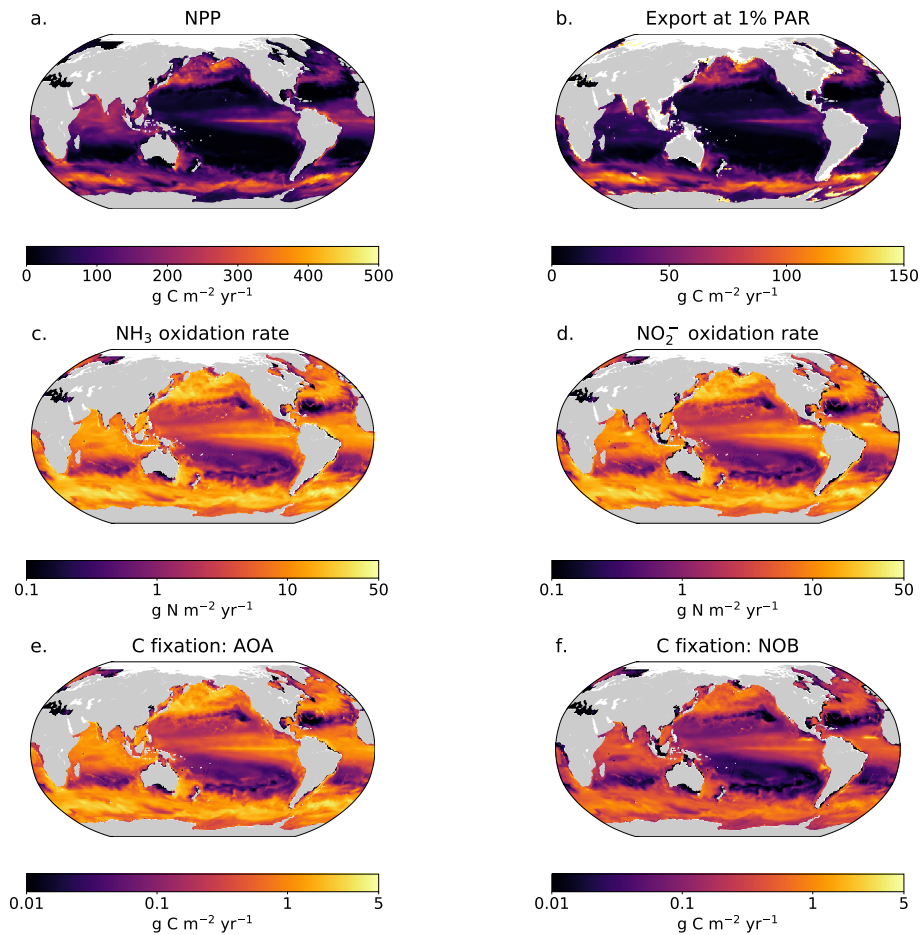 a. NPP
b. Export at 1% PAR
0 100 200 300 400 500
g C m⁻² yr⁻¹
0 50 100 150
g C m⁻² yr⁻¹
c. NH₃ oxidation rate
d. NO₂⁻ oxidation rate
0.1 1 10 50
g N m⁻² yr⁻¹
0.1 1 10 50
g N m⁻² yr⁻¹
e. C fixation: AOA
f. C fixation: NOB
0.01 0.1 1 5
g C m⁻² yr⁻¹
0.01 0.1 1 5
g C m⁻² yr⁻¹